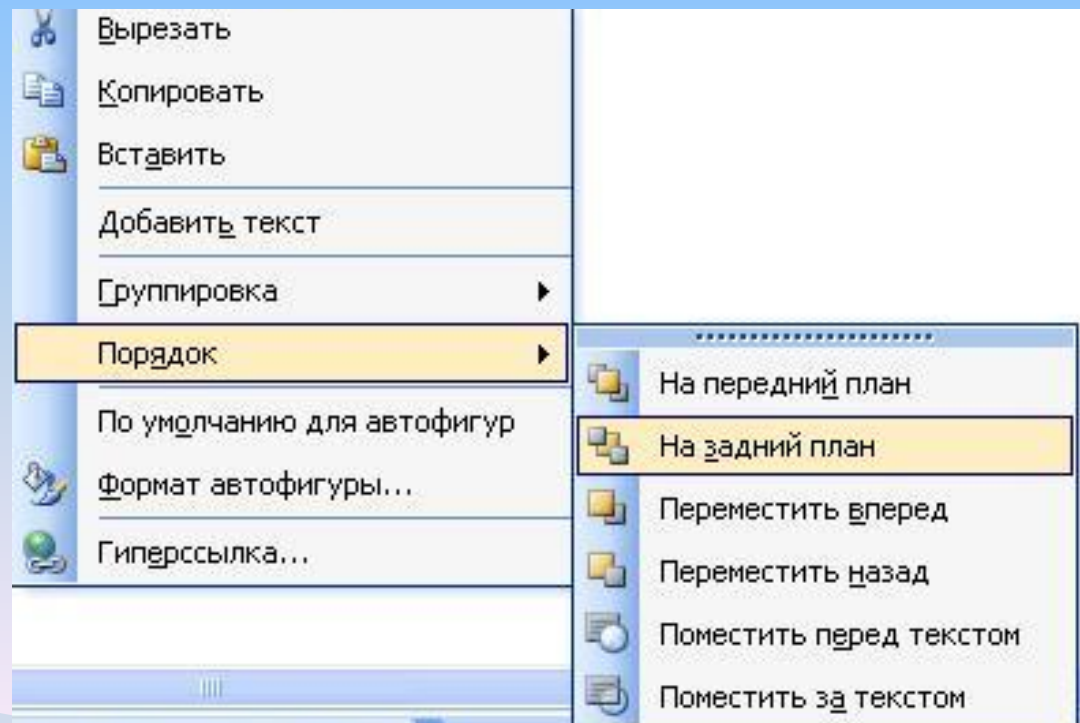 Вырезать
Копировать
Вставить
Добавить текст
Группировка
Порядок
По умолчанию для автофигур
Формат автофигуры...
Гиперссылка...
На передний план
На задний план
Переместить вперед
Переместить назад
Поместить перед текстом
Поместить за текстом